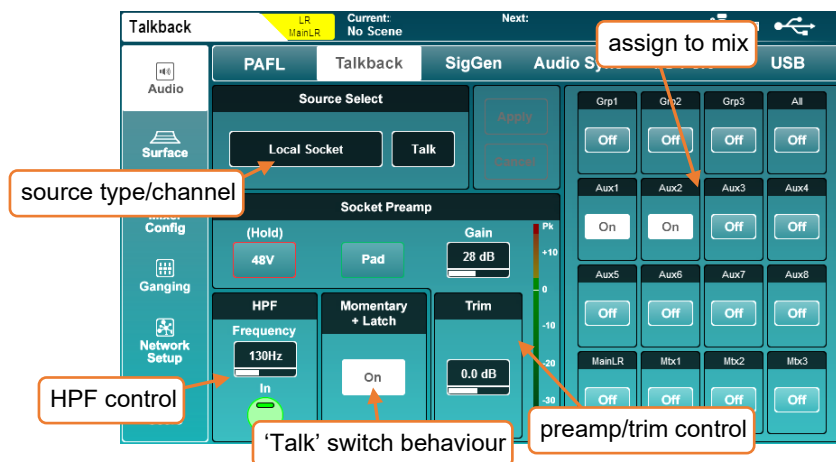 Talkback
LR
MainLR
Current:
No Scene
Next:
assign to mix
PAFL
Talkback
SigGen
Audio
USB
Audio
Surface
Config
Ganging
Network
Setup
Source Select
Local Socket
Talk
Apply
Cancel
source type/channel
Socket Preamp
(Hold)
48V
Pad
Gain
28 dB
Pk
+10
0
-10
-20
-30
HPF
Frequency
130Hz
In
Momentary
+ Latch
On
Trim
0.0 dB
HPF control
'Talk' switch behaviour
preamp/trim control
Grp1
Grp2
Grp3
All
Off
Off
Off
Off
Aux1
Aux2
Aux3
Aux4
On
On
Off
Off
Aux5
Aux6
Aux7
Aux8
Off
Off
Off
Off
MainLR
Mtx1
Mtx2
Mtx3
Off
Off
Off
Off